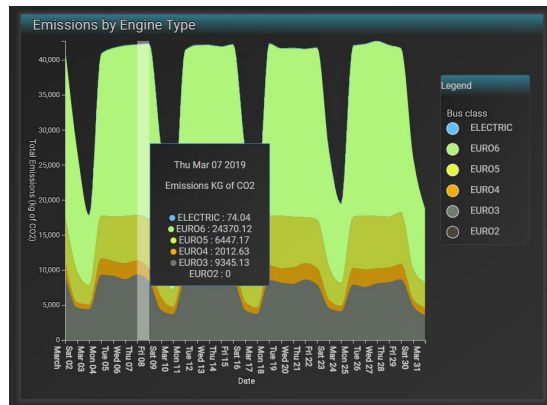 Emissions by Engine Type
40,000
35,000
30,000
25,000
20,000
15,000
10,000
5,000
0
Total Emissions (kg of CO2)
Thu Mar 07 2019
Emissions KG of CO2
ELECTRIC : 74.04
EURO6 : 24370.12
EURO5 : 6447.17
EURO4 : 2012.63
EURO3 : 9345.13
EURO2 : 0
March
Sat 02
Mar 03
Mon 04
Tue 05
Wed 06
Thu 07
Fri 08
Sat 09
Mar 10
Mon 11
Tue 12
Wed 13
Thu 14
Fri 15
Sat 16
Mar 17
Mon 18
Tue 19
Wed 20
Thu 21
Fri 22
Sat 23
Mar 24
Mon 25
Tue 26
Wed 27
Thu 28
Fri 29
Sat 30
Mar 31
Date
Legend
Bus class
ELECTRIC
EURO6
EURO5
EURO4
EURO3
EURO2